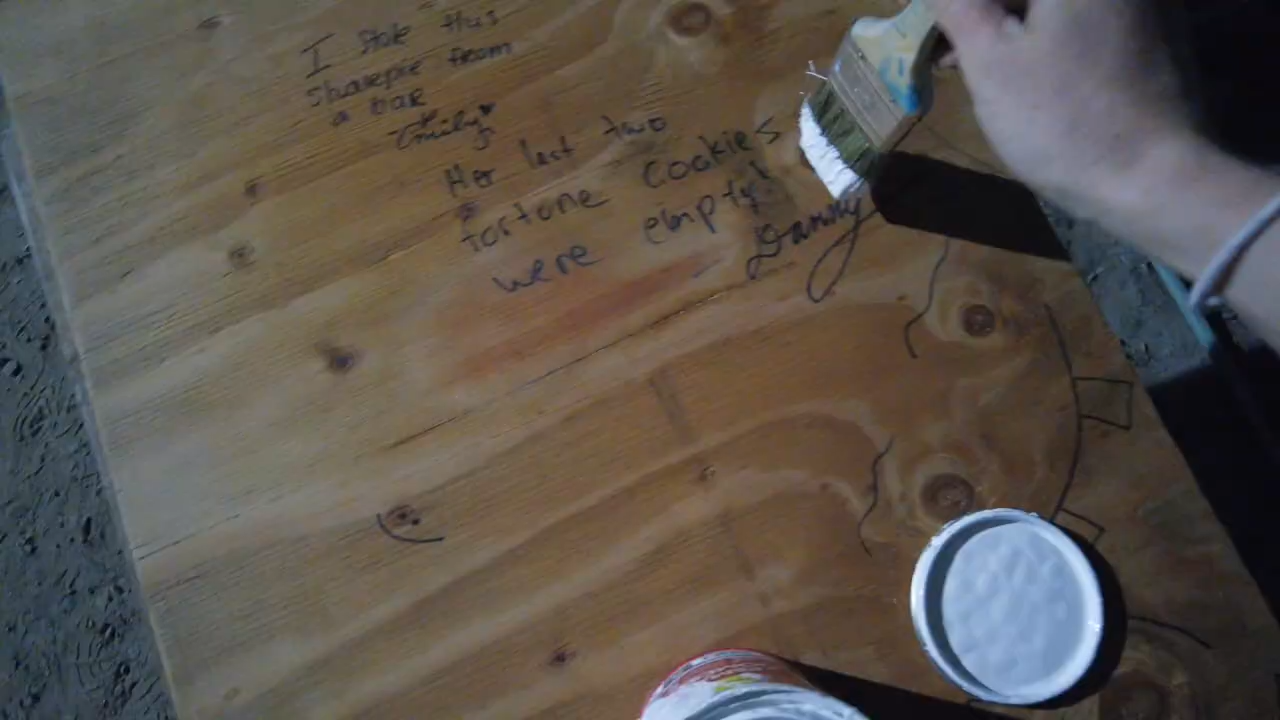 I stole this
sharpie from
a bar
Emily
Her last two
fortune cookies
were empty!
Danny